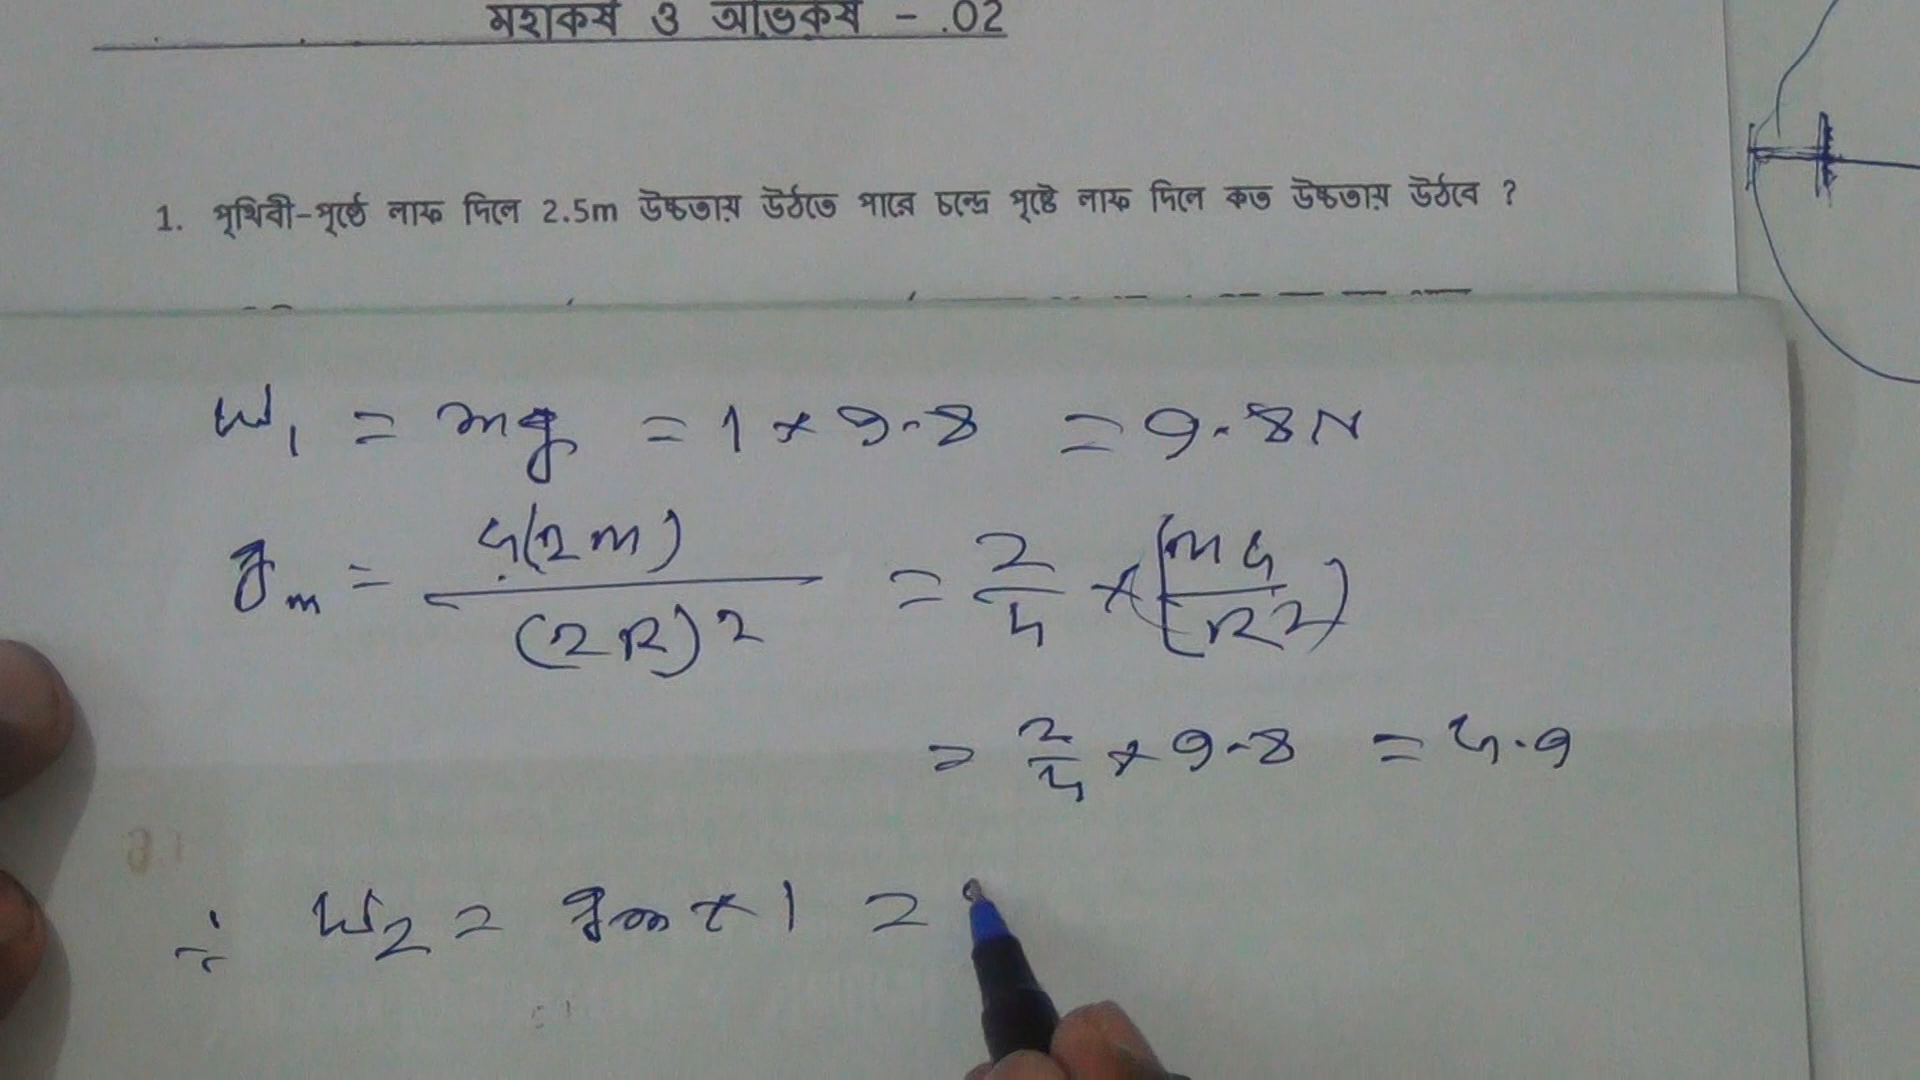 মহাকর্ষ ও অভিকর্ষ - .02
1. পৃথিবী-পৃষ্ঠে লাফ দিলে 2.5m উচ্চতায় উঠতে পারে চন্দ্রে পৃষ্টে লাফ দিলে কত উচ্চতায় উঠবে ?
W₁ = mg = 1 × 9.8 = 9.8N
gₘ = G(2m) / (2R)² = 2/4 × (MG / R²)
= 2/4 × 9.8 = 4.9
∴ W₂ = gₘ × 1 =